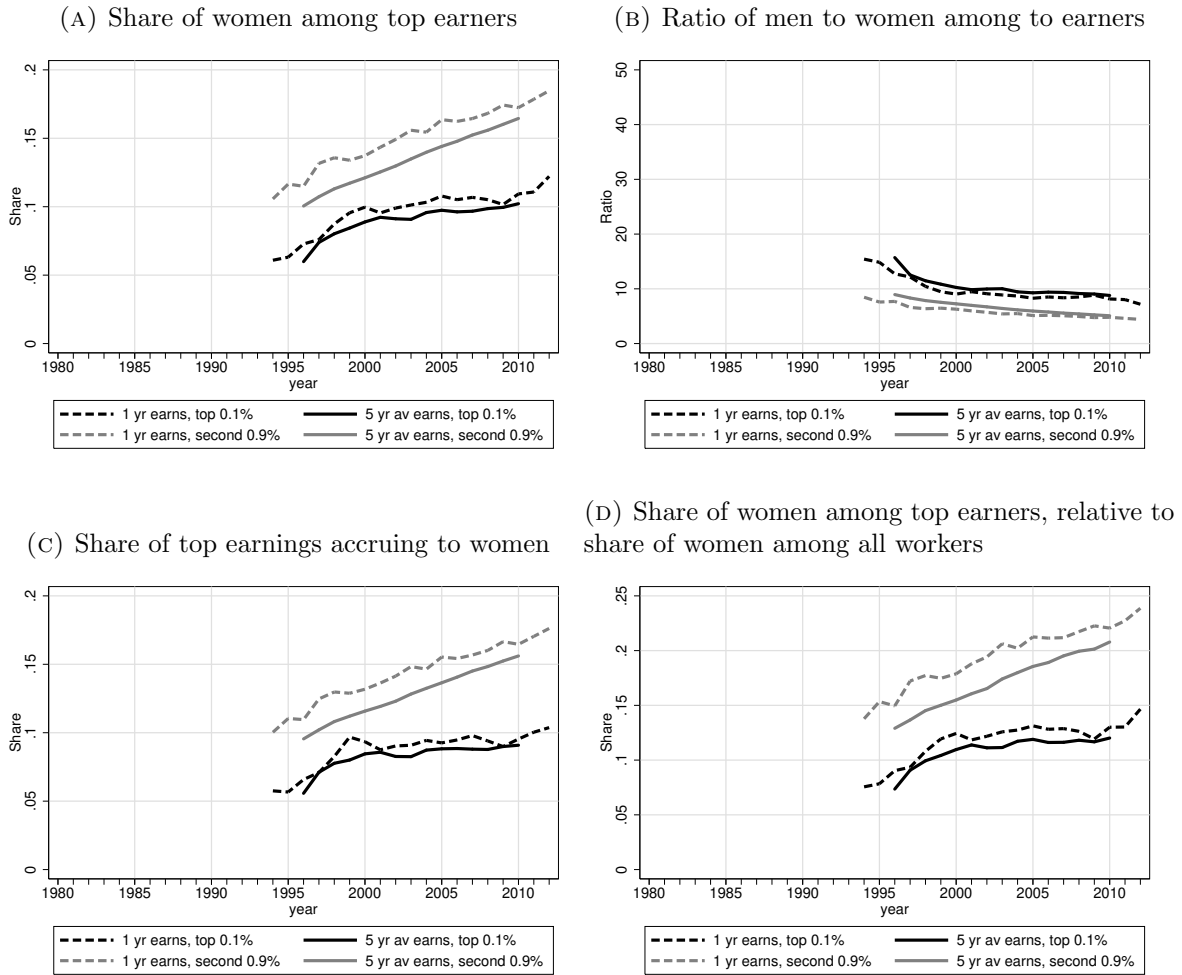 (A) Share of women among top earners
.2
.15
.1
.05
0
Share
1980 1985 1990 1995 2000 2005 2010
year
1 yr earns, top 0.1% 5 yr av earns, top 0.1%
1 yr earns, second 0.9% 5 yr av earns, second 0.9%
(B) Ratio of men to women among to earners
50
40
30
20
10
0
Ratio
1980 1985 1990 1995 2000 2005 2010
year
1 yr earns, top 0.1% 5 yr av earns, top 0.1%
1 yr earns, second 0.9% 5 yr av earns, second 0.9%
(C) Share of top earnings accruing to women
.2
.15
.1
.05
0
Share
1980 1985 1990 1995 2000 2005 2010
year
1 yr earns, top 0.1% 5 yr av earns, top 0.1%
1 yr earns, second 0.9% 5 yr av earns, second 0.9%
(D) Share of women among top earners, relative to
share of women among all workers
.25
.2
.15
.1
.05
0
Share
1980 1985 1990 1995 2000 2005 2010
year
1 yr earns, top 0.1% 5 yr av earns, top 0.1%
1 yr earns, second 0.9% 5 yr av earns, second 0.9%